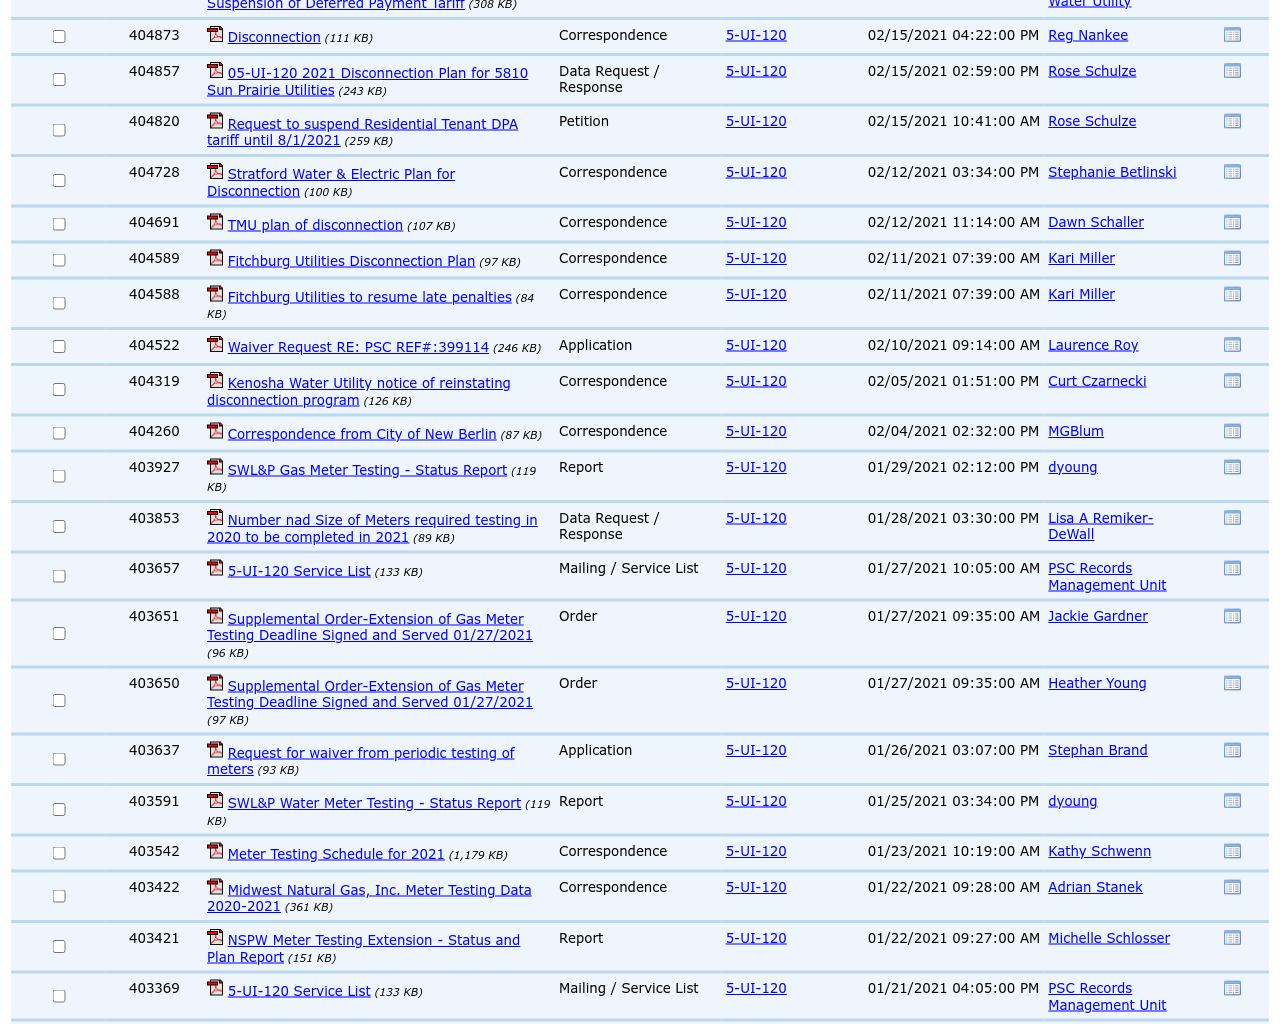 Suspension of Deferred Payment Tariff (308 KB) Water Utility
404873 Disconnection (111 KB) Correspondence 5-UI-120 02/15/2021 04:22:00 PM Reg Nankee
404857 05-UI-120 2021 Disconnection Plan for 5810 Data Request / 5-UI-120 02/15/2021 02:59:00 PM Rose Schulze
Sun Prairie Utilities (243 KB) Response
404820 Request to suspend Residential Tenant DPA Petition 5-UI-120 02/15/2021 10:41:00 AM Rose Schulze
tariff until 8/1/2021 (259 KB)
404728 Stratford Water & Electric Plan for Correspondence 5-UI-120 02/12/2021 03:34:00 PM Stephanie Betlinski
Disconnection (100 KB)
404691 TMU plan of disconnection (107 KB) Correspondence 5-UI-120 02/12/2021 11:14:00 AM Dawn Schaller
404589 Fitchburg Utilities Disconnection Plan (97 KB) Correspondence 5-UI-120 02/11/2021 07:39:00 AM Kari Miller
404588 Fitchburg Utilities to resume late penalties (84 Correspondence 5-UI-120 02/11/2021 07:39:00 AM Kari Miller
KB)
404522 Waiver Request RE: PSC REF#:399114 (246 KB) Application 5-UI-120 02/10/2021 09:14:00 AM Laurence Roy
404319 Kenosha Water Utility notice of reinstating Correspondence 5-UI-120 02/05/2021 01:51:00 PM Curt Czarnecki
disconnection program (126 KB)
404260 Correspondence from City of New Berlin (87 KB) Correspondence 5-UI-120 02/04/2021 02:32:00 PM MGBlum
403927 SWL&P Gas Meter Testing - Status Report (119 Report 5-UI-120 01/29/2021 02:12:00 PM dyoung
KB)
403853 Number nad Size of Meters required testing in Data Request / 5-UI-120 01/28/2021 03:30:00 PM Lisa A Remiker-
2020 to be completed in 2021 (89 KB) Response DeWall
403657 5-UI-120 Service List (133 KB) Mailing / Service List 5-UI-120 01/27/2021 10:05:00 AM PSC Records
Management Unit
403651 Supplemental Order-Extension of Gas Meter Order 5-UI-120 01/27/2021 09:35:00 AM Jackie Gardner
Testing Deadline Signed and Served 01/27/2021
(96 KB)
403650 Supplemental Order-Extension of Gas Meter Order 5-UI-120 01/27/2021 09:35:00 AM Heather Young
Testing Deadline Signed and Served 01/27/2021
(97 KB)
403637 Request for waiver from periodic testing of Application 5-UI-120 01/26/2021 03:07:00 PM Stephan Brand
meters (93 KB)
403591 SWL&P Water Meter Testing - Status Report (119 Report 5-UI-120 01/25/2021 03:34:00 PM dyoung
KB)
403542 Meter Testing Schedule for 2021 (1,179 KB) Correspondence 5-UI-120 01/23/2021 10:19:00 AM Kathy Schwenn
403422 Midwest Natural Gas, Inc. Meter Testing Data Correspondence 5-UI-120 01/22/2021 09:28:00 AM Adrian Stanek
2020-2021 (361 KB)
403421 NSPW Meter Testing Extension - Status and Report 5-UI-120 01/22/2021 09:27:00 AM Michelle Schlosser
Plan Report (151 KB)
403369 5-UI-120 Service List (133 KB) Mailing / Service List 5-UI-120 01/21/2021 04:05:00 PM PSC Records
Management Unit